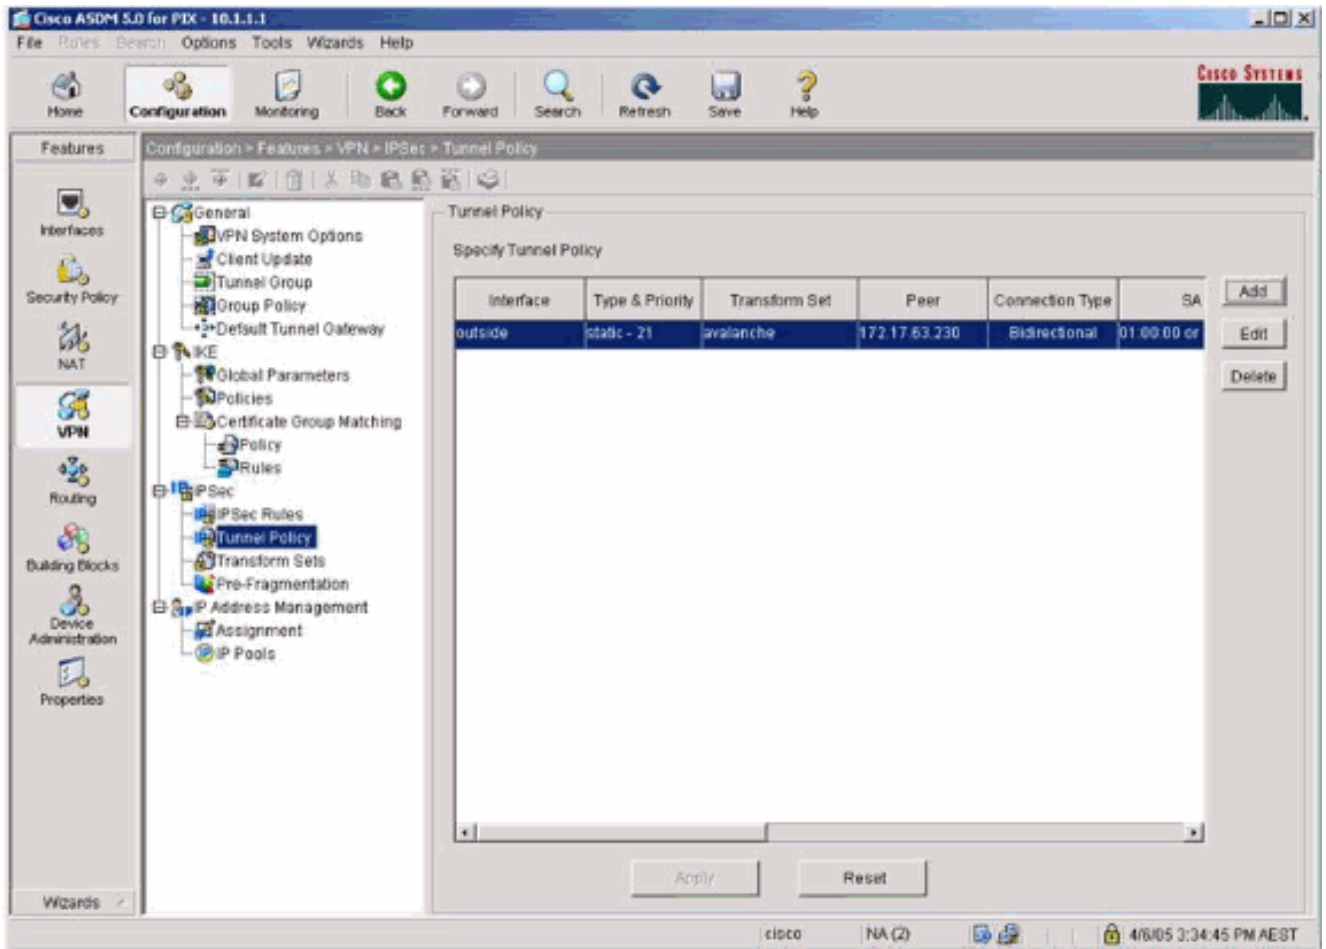 Cisco ASDM 5.0 for PIX - 10.1.1.1
File Rules Search Options Tools Wizards Help
Home Configuration Monitoring Back Forward Search Refresh Save Help
CISCO SYSTEMS
Features
Configuration > Features > VPN > IPSec > Tunnel Policy
Interfaces
Security Policy
NAT
VPN
Routing
Building Blocks
Device Administration
Properties
Wizards
General
VPN System Options
Client Update
Tunnel Group
Group Policy
Default Tunnel Gateway
IKE
Global Parameters
Policies
Certificate Group Matching
Policy
Rules
IPSec
IPSec Rules
Tunnel Policy
Transform Sets
Pre-Fragmentation
IP Address Management
Assignment
IP Pools
Tunnel Policy
Specify Tunnel Policy
Interface Type & Priority Transform Set Peer Connection Type SA
outside static - 21 avalanche 172.17.63.230 Bidirectional 01:00:00 or
Add
Edit
Delete
Apply Reset
cisco NA (2) 4/6/05 3:34:45 PM AEST